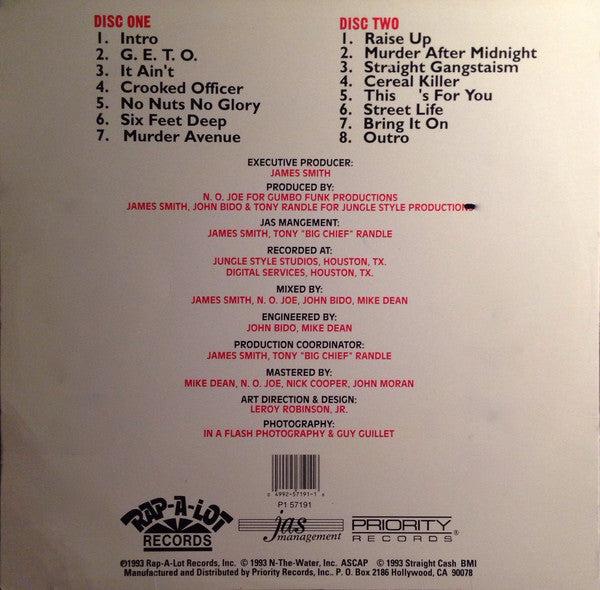 DISC ONE
1. Intro
2. G. E. T. O.
3. It Ain't
4. Crooked Officer
5. No Nuts No Glory
6. Six Feet Deep
7. Murder Avenue
DISC TWO
1. Raise Up
2. Murder After Midnight
3. Straight Gangstaism
4. Cereal Killer
5. This 's For You
6. Street Life
7. Bring It On
8. Outro
EXECUTIVE PRODUCER:
JAMES SMITH
PRODUCED BY:
N. O. JOE FOR GUMBO FUNK PRODUCTIONS
JAMES SMITH, JOHN BIDO & TONY RANDLE FOR JUNGLE STYLE PRODUCTIONS
JAS MANGEMENT:
JAMES SMITH, TONY "BIG CHIEF" RANDLE
RECORDED AT:
JUNGLE STYLE STUDIOS, HOUSTON, TX.
DIGITAL SERVICES, HOUSTON, TX.
MIXED BY:
JAMES SMITH, N. O. JOE, JOHN BIDO, MIKE DEAN
ENGINEERED BY:
JOHN BIDO, MIKE DEAN
PRODUCTION COORDINATOR:
JAMES SMITH, TONY "BIG CHIEF" RANDLE
MASTERED BY:
MIKE DEAN, N. O. JOE, NICK COOPER, JOHN MORAN
ART DIRECTION & DESIGN:
LEROY ROBINSON, JR.
PHOTOGRAPHY:
IN A FLASH PHOTOGRAPHY & GUY GUILLET
0 4992-57191-1 6
P1 57191
RAP-A-LOT
RECORDS
jas
management
PRIORITY
RECORDS®
℗1993 Rap-A-Lot Records, Inc. © 1993 N-The-Water, Inc. ASCAP © 1993 Straight Cash BMI
Manufactured and Distributed by Priority Records, Inc.. P. O. Box 2186 Hollywood, CA 90078